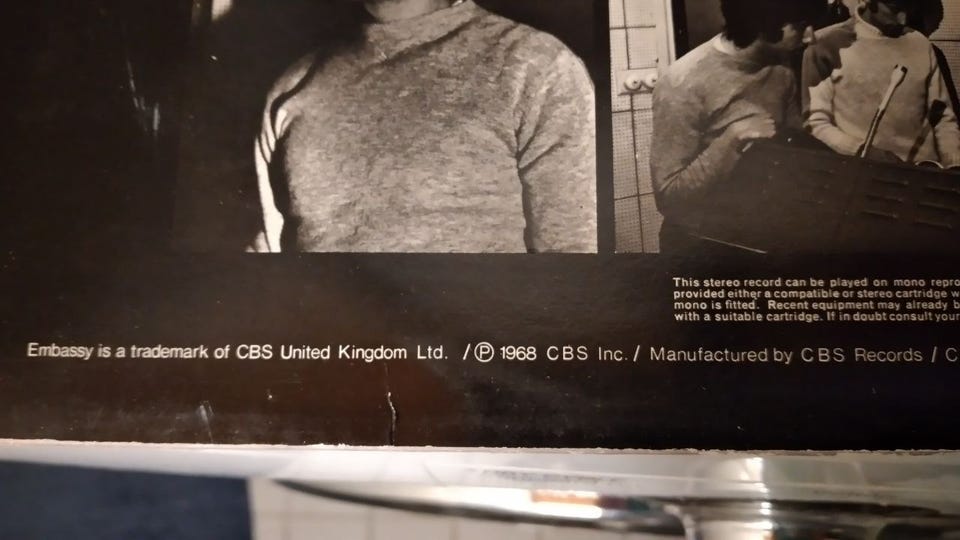 This stereo record can be played on mono
provided either a compatible or stereo cartridge
mono is fitted. Recent equipment may already
with a suitable cartridge. If in doubt consult your
Embassy is a trademark of CBS United Kingdom Ltd. / ℗ 1968 CBS Inc. / Manufactured by CBS Records /